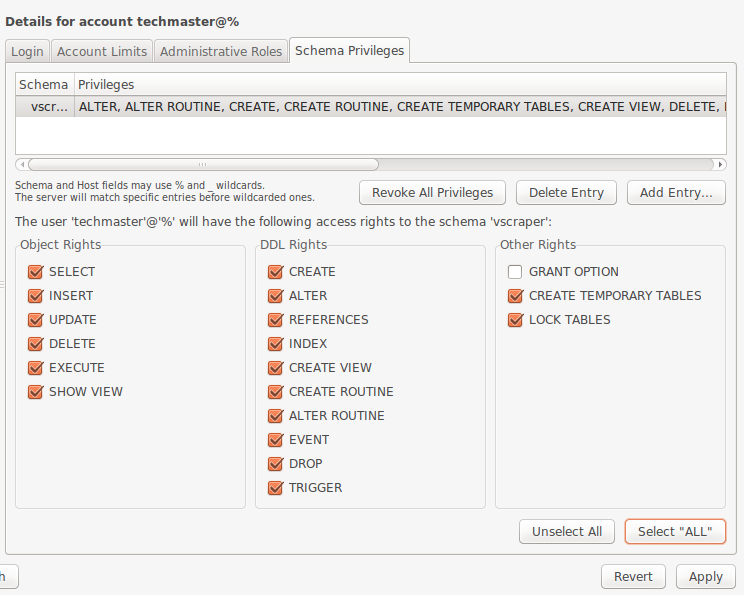 Details for account techmaster@%
Login Account Limits Administrative Roles Schema Privileges
Schema Privileges
vscr... ALTER, ALTER ROUTINE, CREATE, CREATE ROUTINE, CREATE TEMPORARY TABLES, CREATE VIEW, DELETE,
Schema and Host fields may use % and _ wildcards.
The server will match specific entries before wildcarded ones.
Revoke All Privileges Delete Entry Add Entry...
The user 'techmaster'@'%' will have the following access rights to the schema 'vscraper':
Object Rights DDL Rights Other Rights
SELECT CREATE GRANT OPTION
INSERT ALTER CREATE TEMPORARY TABLES
UPDATE REFERENCES LOCK TABLES
DELETE INDEX
EXECUTE CREATE VIEW
SHOW VIEW CREATE ROUTINE
ALTER ROUTINE
EVENT
DROP
TRIGGER
Unselect All Select "ALL"
h Revert Apply